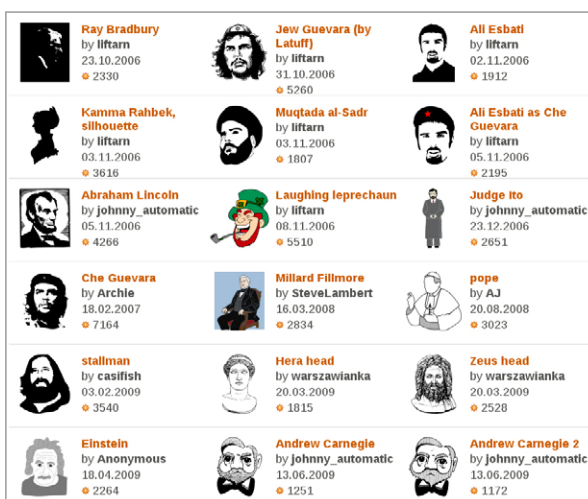 Ray Bradbury
by liftarn
23.10.2006
2330
Jew Guevara (by
Latuff)
by liftarn
31.10.2006
5260
Ali Esbati
by liftarn
02.11.2006
1912
Kamma Rahbek,
silhouette
by liftarn
03.11.2006
3616
Muqtada al-Sadr
by liftarn
03.11.2006
1807
Ali Esbati as Che
Guevara
by liftarn
05.11.2006
2195
Abraham Lincoln
by johnny_automatic
05.11.2006
4266
Laughing leprechaun
by liftarn
08.11.2006
5510
Judge Ito
by johnny_automatic
23.12.2006
2651
Che Guevara
by Archie
18.02.2007
7164
Millard Fillmore
by SteveLambert
16.03.2008
2834
pope
by AJ
20.08.2008
3023
stallman
by casifish
03.02.2009
3540
Hera head
by warszawianka
20.03.2009
1815
Zeus head
by warszawianka
20.03.2009
2528
Einstein
by Anonymous
18.04.2009
2264
Andrew Carnegie
by johnny_automatic
13.06.2009
1251
Andrew Carnegie 2
by johnny_automatic
13.06.2009
1172